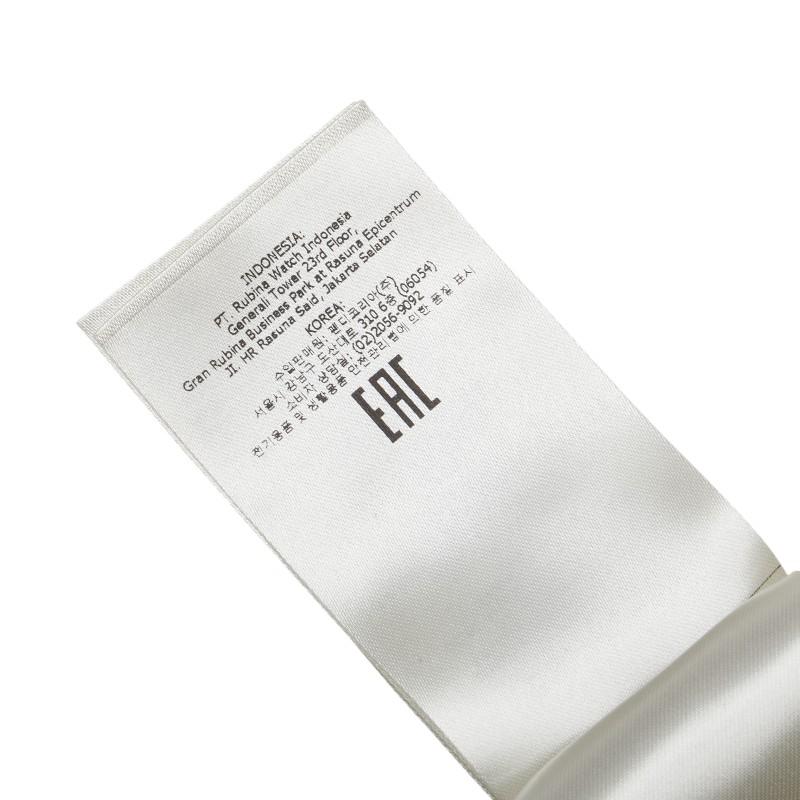 INDONESIA:
PT. Rubina Watch Indonesia
Generali Tower 23rd Floor,
Gran Rubina Business Park at Rasuna Epicentrum
JI. HR Rasuna Said, Jakarta Selatan
KOREA:
수입판매원: 펜디코리아(주)
서울시 강남구 도산대로 310 6층(06054)
소비자 상담실: (02)2056-9092
전기용품 및 생활용품 안전관리법에 의한 품질 표시
EAC